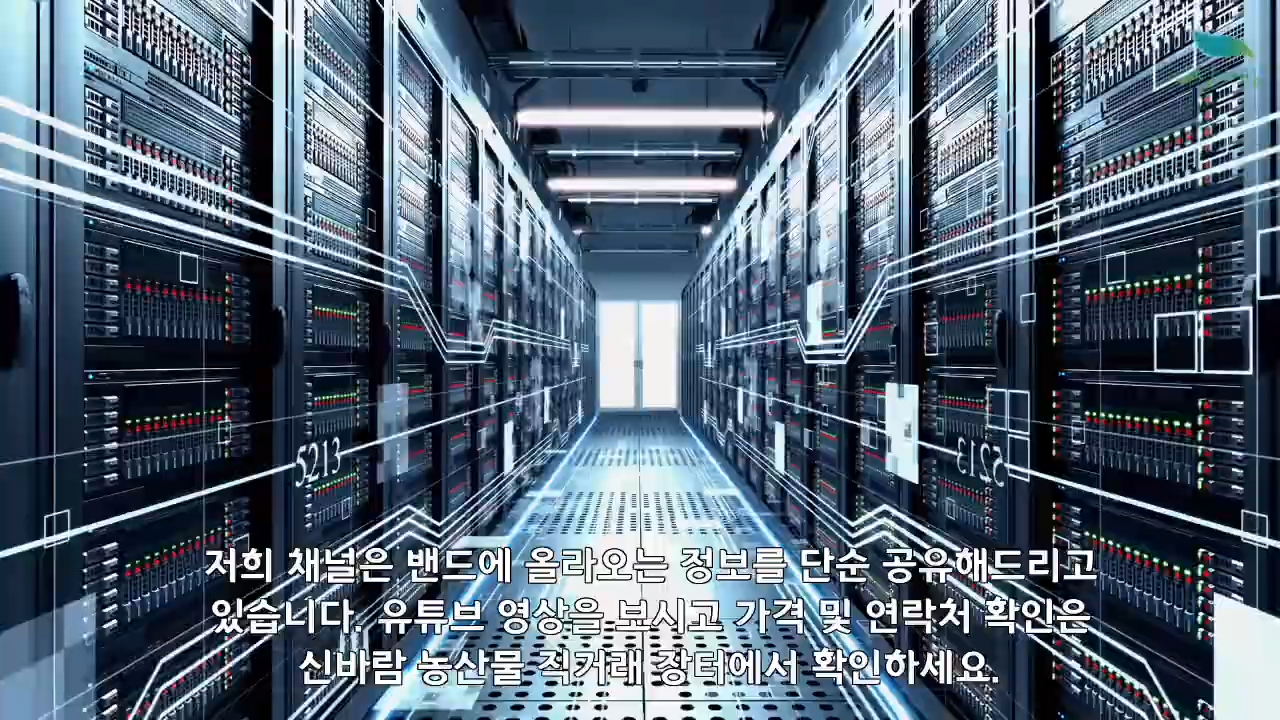 5213
5213
저희 채널은 밴드에 올라오는 정보를 단순 공유해드리고
있습니다. 유튜브 영상을 보시고 가격 및 연락처 확인은
신바람 농산물 직거래 장터에서 확인하세요.